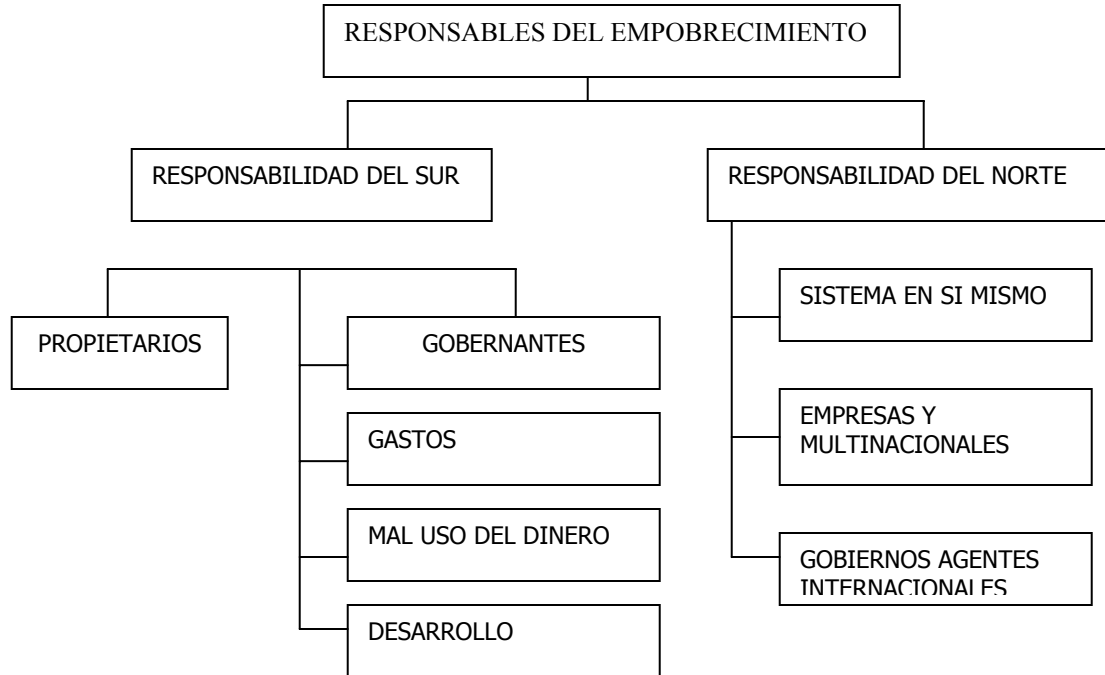 RESPONSABLES DEL EMPOBRECIMIENTO
RESPONSABILIDAD DEL SUR
RESPONSABILIDAD DEL NORTE
PROPIETARIOS
GOBERNANTES
GASTOS
MAL USO DEL DINERO
DESARROLLO
SISTEMA EN SI MISMO
EMPRESAS Y
MULTINACIONALES
GOBIERNOS AGENTES
INTERNACIONALES